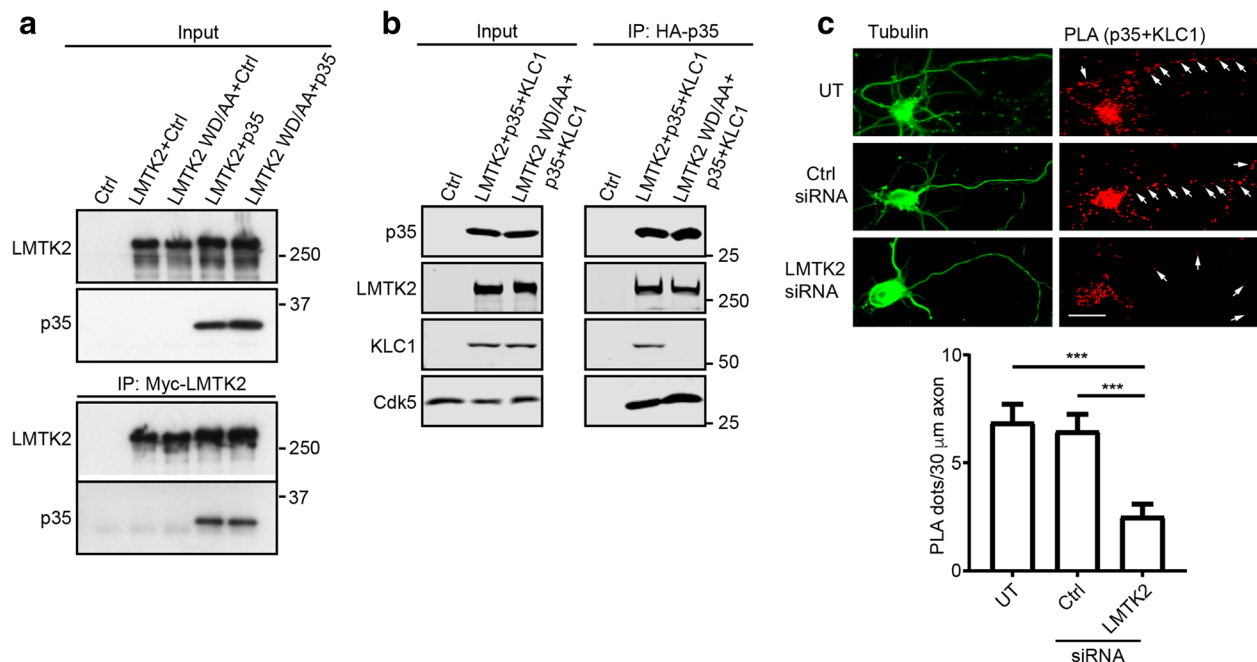 a
Input
Ctrl
LMTK2+Ctrl
LMTK2 WD/AA+Ctrl
LMTK2+p35
LMTK2 WD/AA+p35
LMTK2
250
p35
37
IP: Myc-LMTK2
LMTK2
250
p35
37
b
Input
IP: HA-p35
Ctrl
LMTK2+p35+KLC1
LMTK2 WD/AA+
p35+KLC1
Ctrl
LMTK2+p35+KLC1
LMTK2 WD/AA+
p35+KLC1
p35
25
LMTK2
250
KLC1
50
Cdk5
25
c
Tubulin
PLA (p35+KLC1)
UT
Ctrl
siRNA
LMTK2
siRNA
10
5
0
PLA dots/30 μm axon
***
***
UT
Ctrl
LMTK2
siRNA